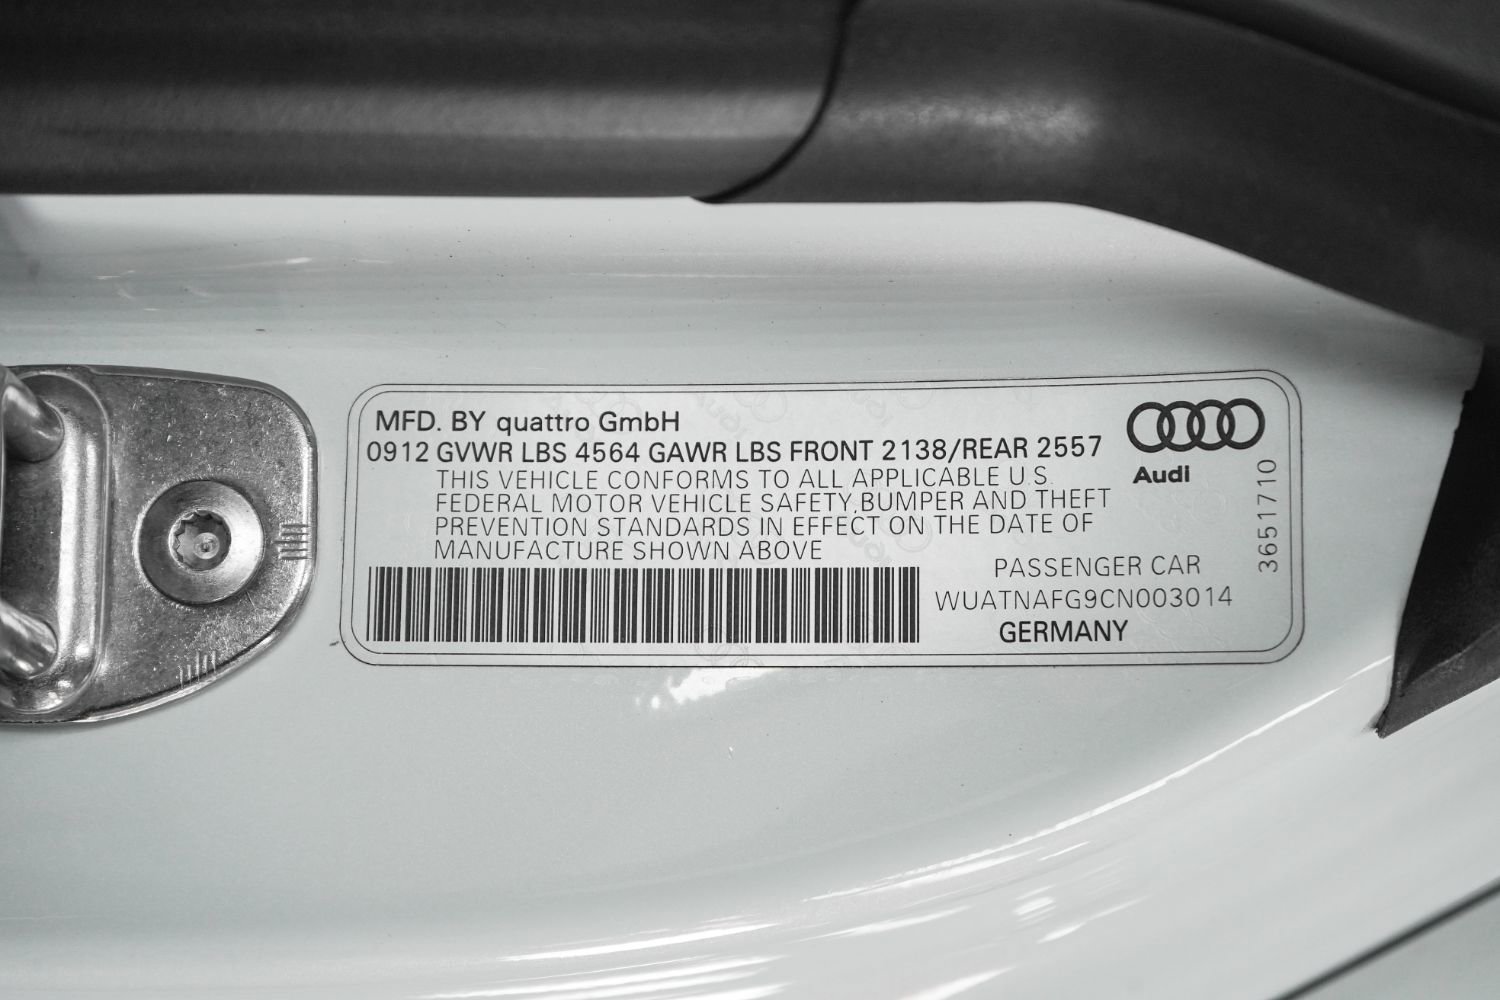 MFD. BY quattro GmbH
0912 GVWR LBS 4564 GAWR LBS FRONT 2138/REAR 2557
THIS VEHICLE CONFORMS TO ALL APPLICABLE U.S.
FEDERAL MOTOR VEHICLE SAFETY,BUMPER AND THEFT
PREVENTION STANDARDS IN EFFECT ON THE DATE OF
MANUFACTURE SHOWN ABOVE
Audi
3651710
PASSENGER CAR
WUATNAFG9CN003014
GERMANY